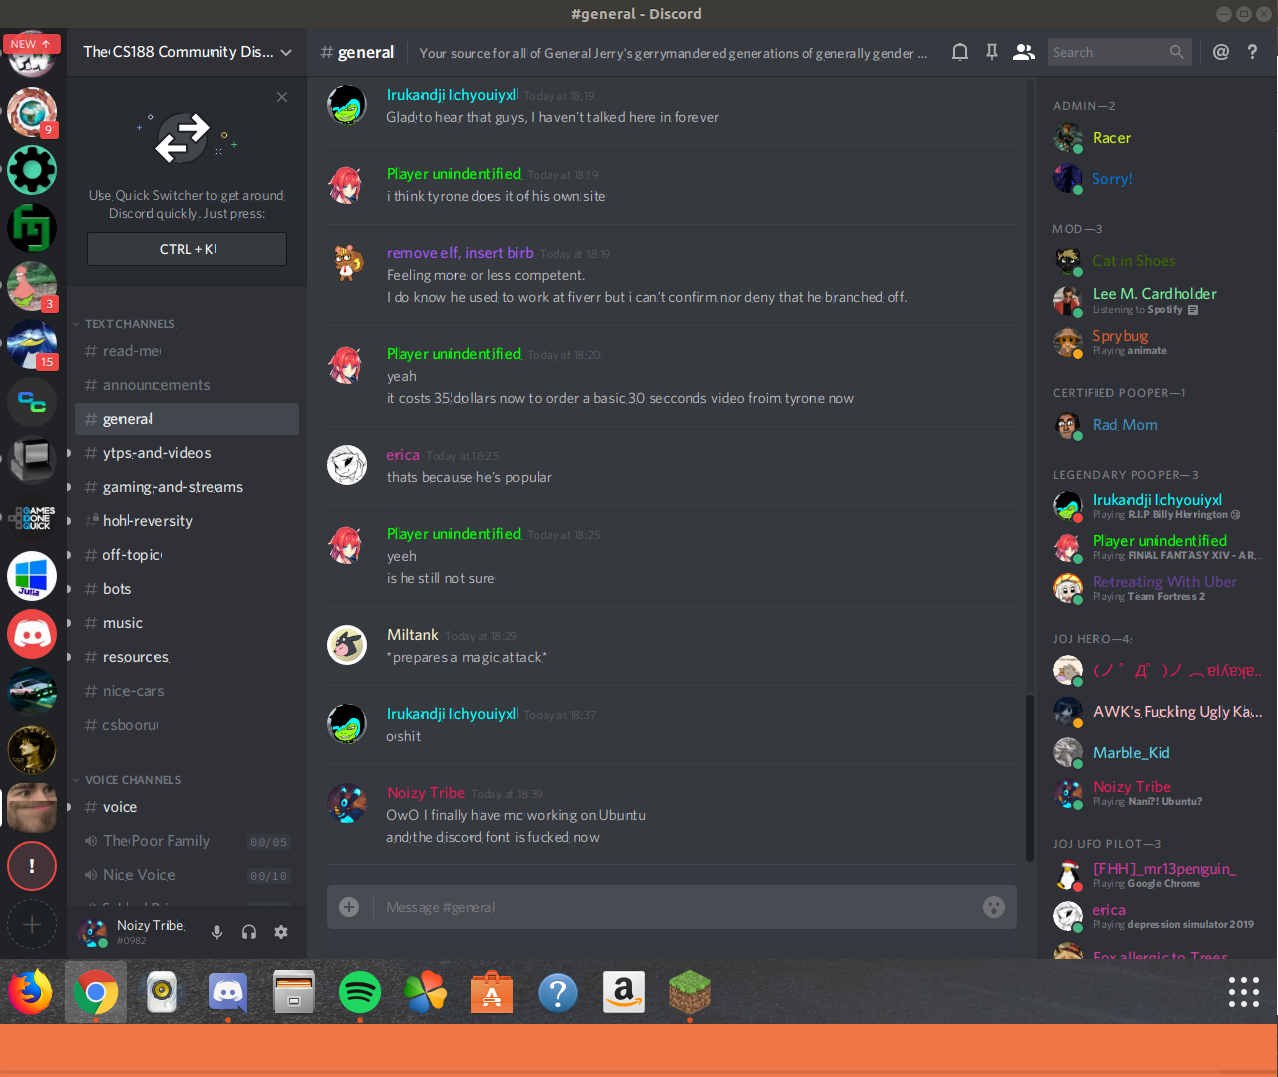 #general - Discord
NEW ↑
9
3
15
GAMES DONE QUICK
Julia
!
The CS188 Community Dis...
Use Quick Switcher to get around
Discord quickly. Just press:
CTRL + K
TEXT CHANNELS
# read-me
# announcements
# general
# ytps-and-videos
# gaming-and-streams
# hohl-reversity
# off-topic
# bots
# music
# resources
# nice-cars
# csbooru
VOICE CHANNELS
# voice
The Poor Family 00/05
Nice Voice 00/10
Noizy Tribe
#0982
# general
Your source for all of General Jerry's gerrymandered generations of generally gender ...
Search
@ ?
Irukandji Ichyouiyxl Today at 18:19
Glad to hear that guys, I haven't talked here in forever
Player unindentified Today at 18:19
i think tyrone does it of his own site
remove elf, insert birb Today at 18:19
Feeling more or less competent.
I do know he used to work at fiverr but i can't confirm nor deny that he branched off.
Player unindentified Today at 18:20
yeah
it costs 35 dollars now to order a basic 30 secconds video froim tyrone now
erica Today at 18:25
thats because he's popular
Player unindentified Today at 18:25
yeeh
is he still not sure
Miltank Today at 18:29
*prepares a magic attack*
Irukandji Ichyouiyxl Today at 18:37
o shit
Noizy Tribe Today at 18:39
OwO I finally have mc working on Ubuntu
and the discord font is fucked now
Message #general
ADMIN—2
Racer
Sorry!
MOD—3
Cat in Shoes
Lee M. Cardholder
Listening to Spotify
Sprybug
Playing animate
CERTIFIED POOPER—1
Rad Mom
LEGENDARY POOPER—3
Irukandji Ichyouiyxl
Playing R.I.P Billy Herrington 😢
Player unindentified
Playing FINAL FANTASY XIV - A R...
Retreating With Uber
Playing Team Fortress 2
JOJ HERO—4
(ノ ゜Д゜)ノ ︵ ɐlʎɐʞɐ...
AWK's Fucking Ugly Ka...
Marble_Kid
Noizy Tribe
Playing Nani?! Ubuntu?
JOJ UFO PILOT—3
[FHH]_mr13penguin_
Playing Google Chrome
erica
Playing depression simulator 2019
Fox allergic to Trees
A
?
a